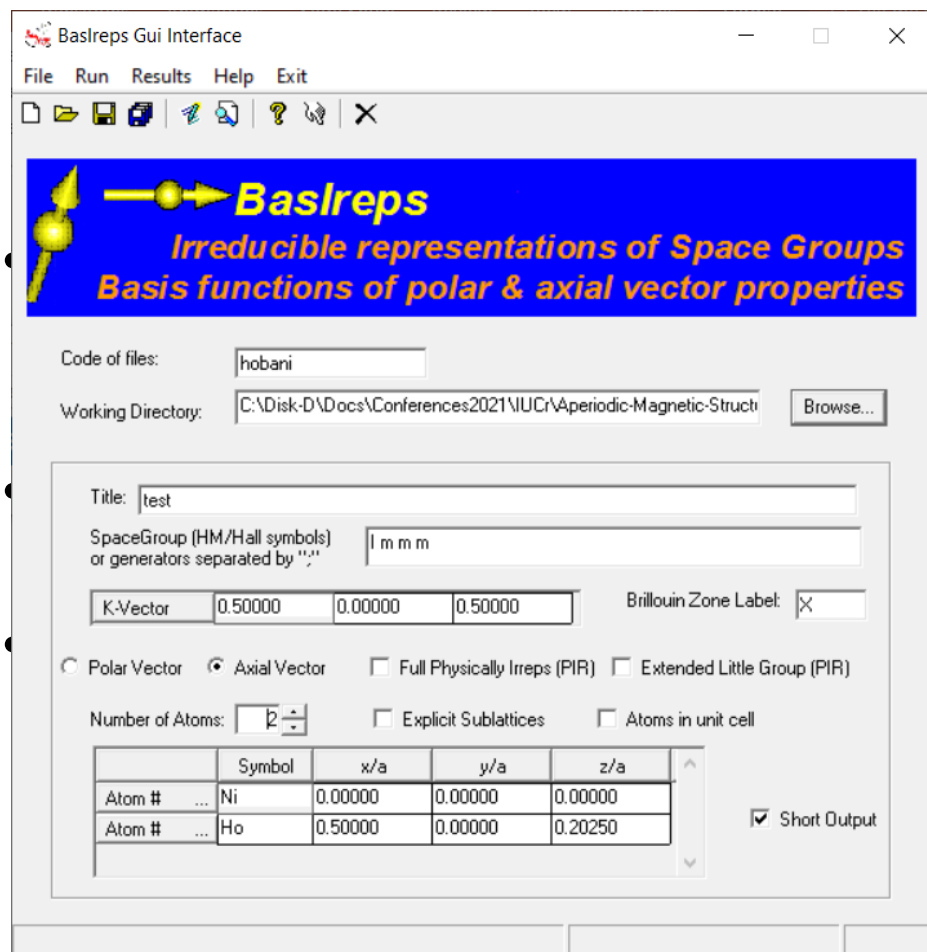 BasIreps Gui Interface
File Run Results Help Exit
BasIreps
Irreducible representations of Space Groups
Basis functions of polar & axial vector properties
Code of files: hobani
Working Directory: C:\Disk-D\Docs\Conferences2021\IUCr\Aperiodic-Magnetic-Structu Browse...
Title: test
SpaceGroup (HM/Hall symbols)
or generators separated by ";" I m m m
K-Vector 0.50000 0.00000 0.50000 Brillouin Zone Label: X
Polar Vector Axial Vector Full Physically Irreps (PIR) Extended Little Group (PIR)
Number of Atoms: 2 Explicit Sublattices Atoms in unit cell
Symbol x/a y/a z/a
Atom # ... Ni 0.00000 0.00000 0.00000
Atom # ... Ho 0.50000 0.00000 0.20250
Short Output